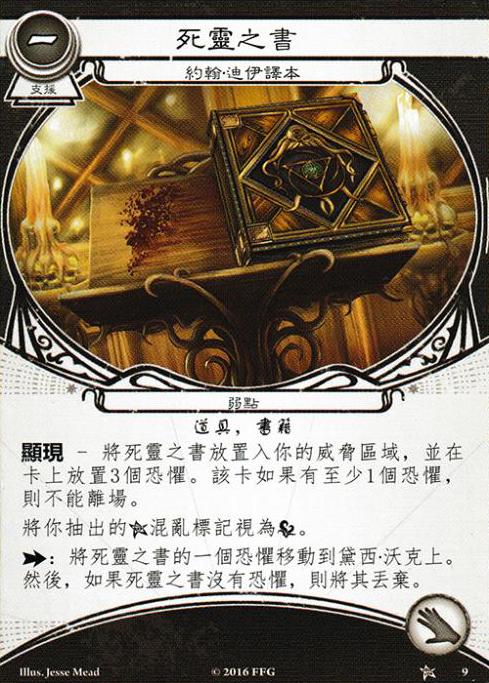 死靈之書
支援
約翰·迪伊譯本
弱點
道具，書籍
顯現 – 將死靈之書放置入你的威脅區域，並在
卡上放置3個恐懼。該卡如果有至少1個恐懼，
則不能離場。
將你抽出的混亂標記視為。
：將死靈之書的一個恐懼移動到黛西·沃克上。
然後，如果死靈之書沒有恐懼，則將其丟棄。
Illus. Jesse Mead
© 2016 FFG
9